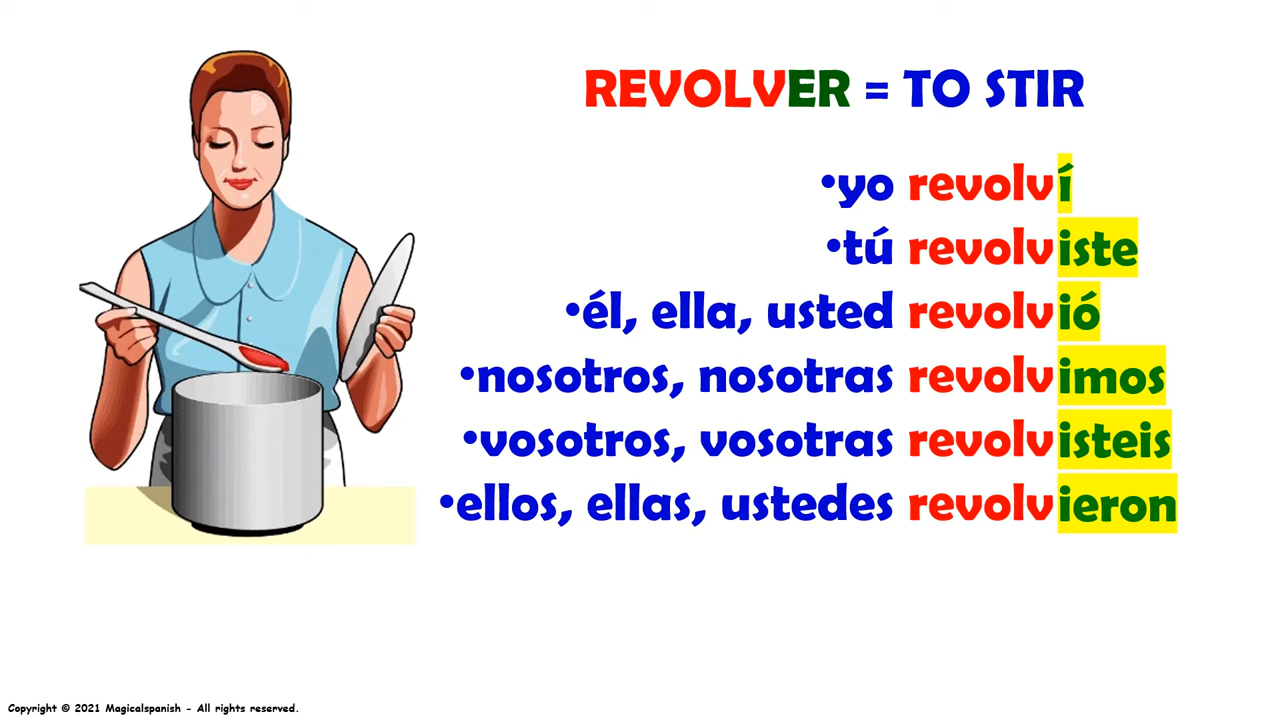 REVOLVER = TO STIR
•yo revolví
•tú revolviste
•él, ella, usted revolvió
•nosotros, nosotras revolvimos
•vosotros, vosotras revolvisteis
•ellos, ellas, ustedes revolvieron
Copyright © 2021 Magicalspanish - All rights reserved.